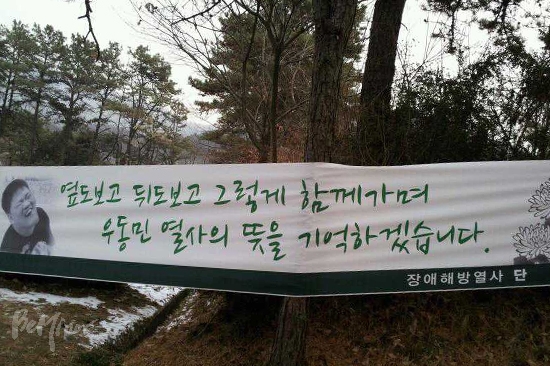 옆도보고 뒤도보고 그렇게 함께가며
우동민 열사의 뜻을 기억하겠습니다.
장애해방열사 단